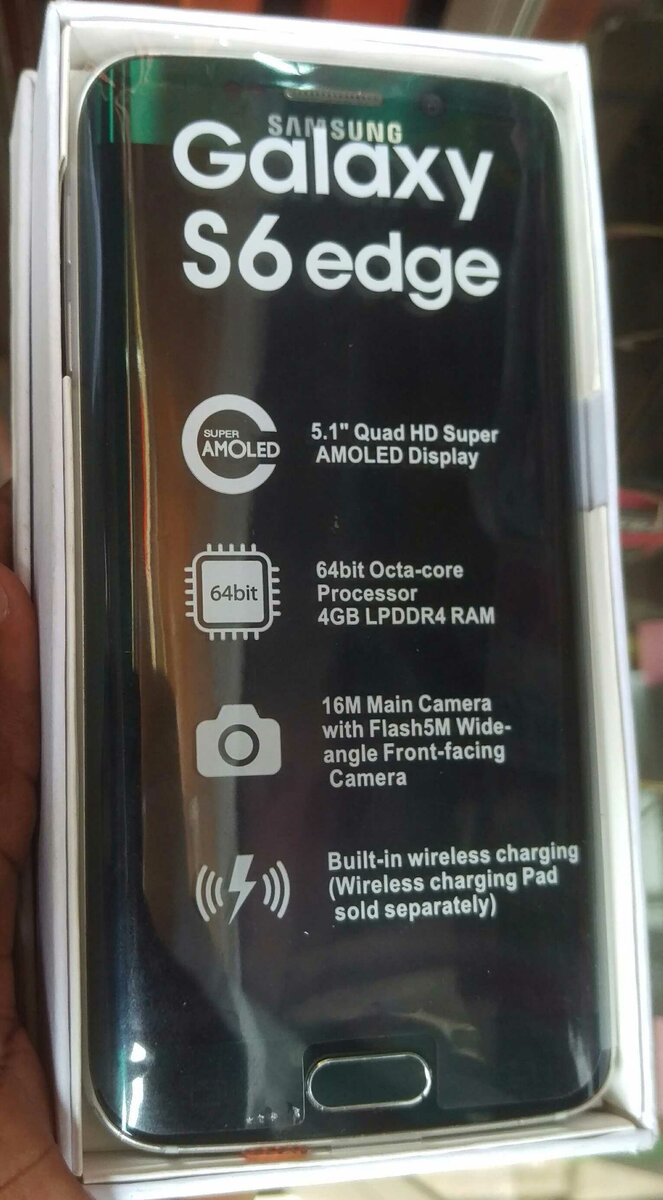 SAMSUNG
Galaxy
S6 edge
SUPER
AMOLED
5.1" Quad HD Super
AMOLED Display
64bit
64bit Octa-core
Processor
4GB LPDDR4 RAM
16M Main Camera
with Flash5M Wide-
angle Front-facing
Camera
Built-in wireless charging
(Wireless charging Pad
sold separately)